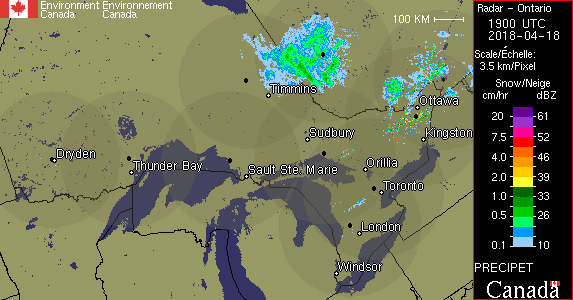 Environment Environnement
Canada Canada
100 KM
Timmins
Ottawa
Sudbury
Kingston
Dryden
Thunder Bay
Sault Ste. Marie
Orillia
Toronto
London
Windsor
Radar - Ontario
1900 UTC
2018-04-18
Scale/Échelle:
3.5 km/Pixel
Snow/Neige
cm/hr dBZ
20 61
7.5 52
4.0 46
2.0 39
1.0 33
0.5 26
0.1 10
PRECIPET
Canada